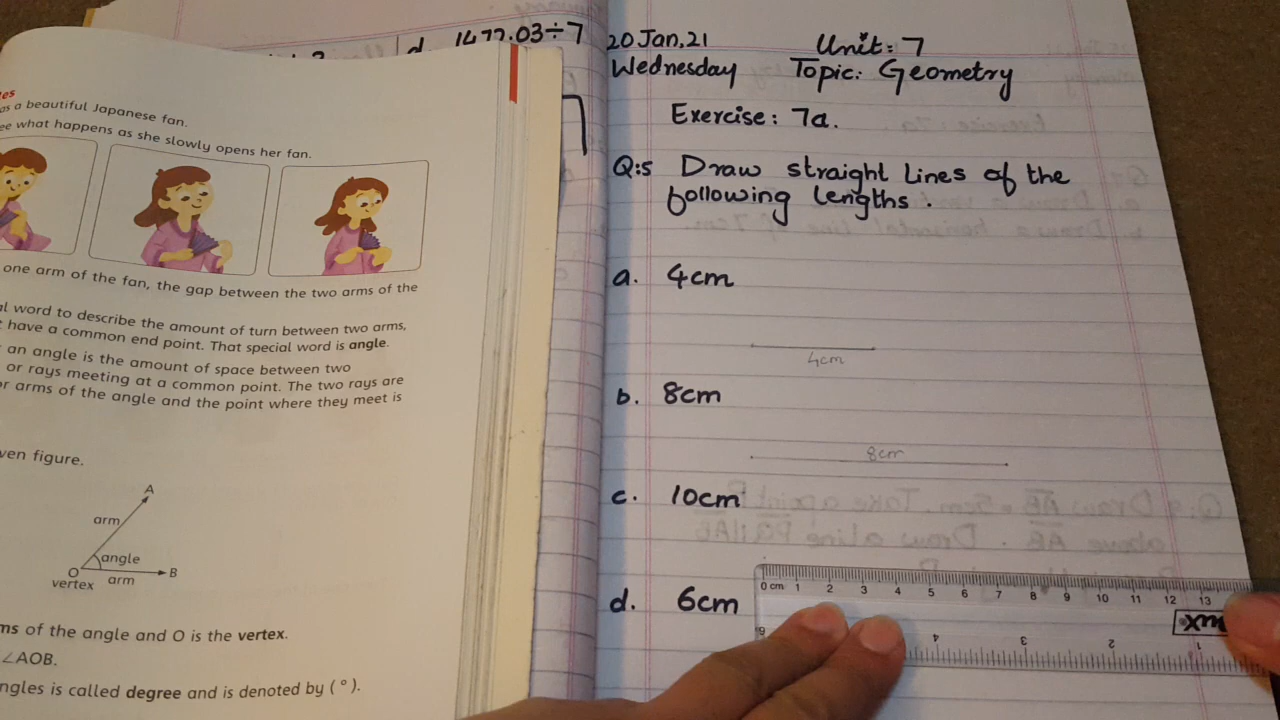 as a beautiful Japanese fan.
what happens as she slowly opens her fan.
one arm of the fan, the gap between the two arms of the
word to describe the amount of turn between two arms,
have a common end point. That special word is angle.
an angle is the amount of space between two
or rays meeting at a common point. The two rays are
arms of the angle and the point where they meet is
figure.
A
arm
angle
O
B
vertex
arm
of the angle and O is the vertex.
∠AOB.
is called degree and is denoted by (°).
d 1477.03÷7
20 Jan, 21 Unit: 7
Wednesday Topic: Geometry
Exercise: 7a.
Q:5 Draw straight Lines of the
following lengths.
a. 4cm
4cm
b. 8cm
8cm
c. 10cm
d. 6cm
0 cm 1 2 3 4 5 6 7 8 9 10 11 12 13
4 3 2 1